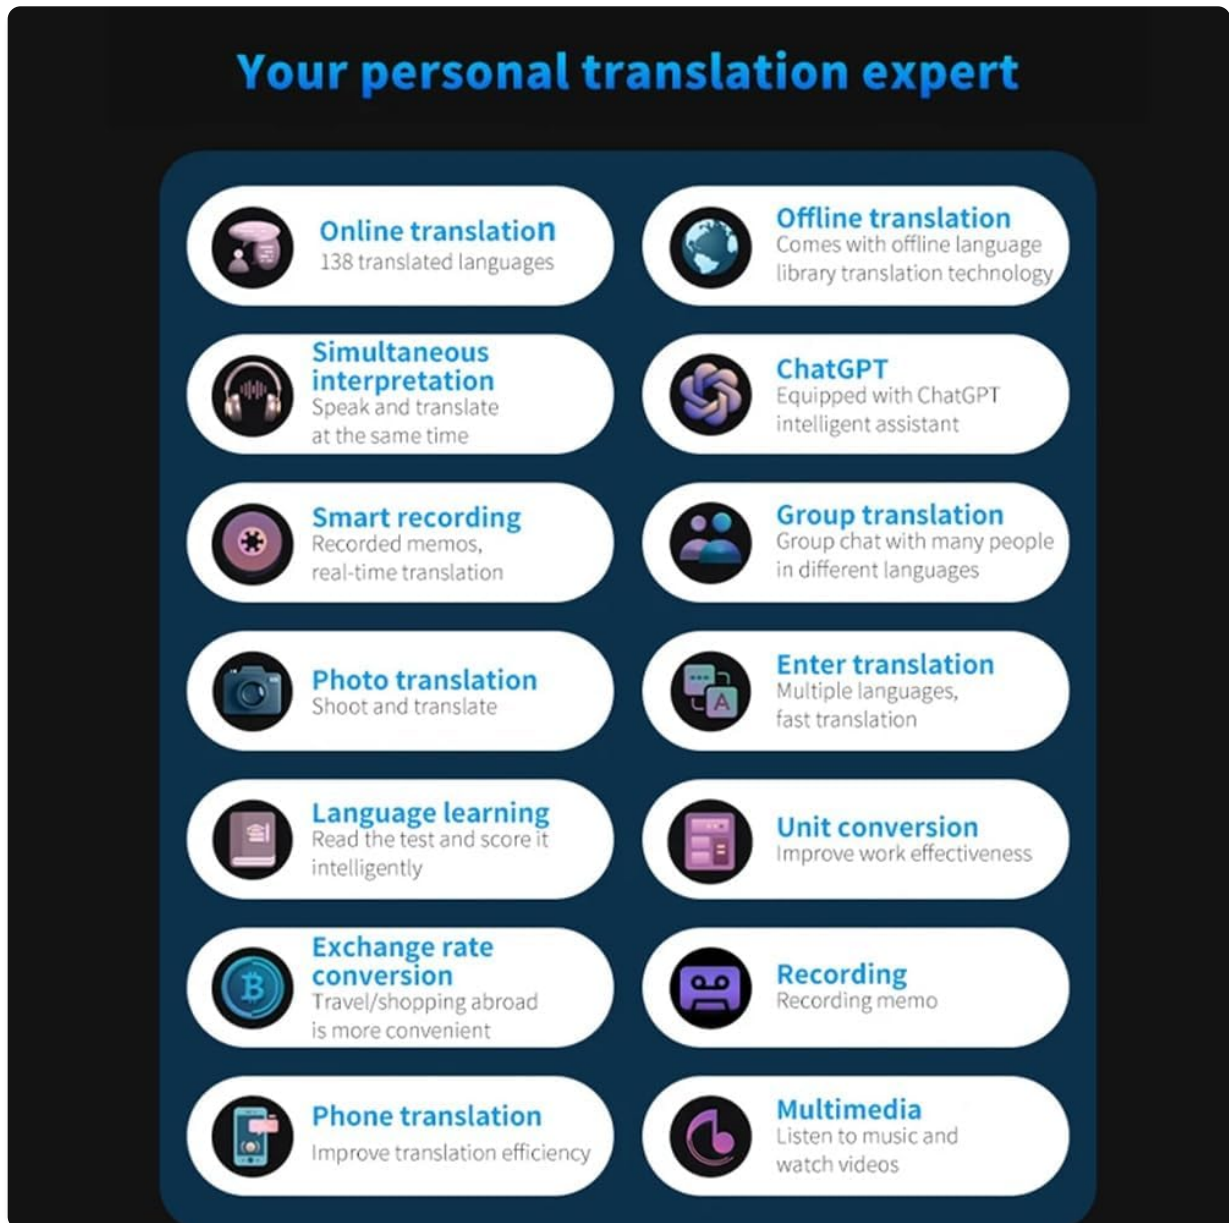 Your personal translation expert
Online translation
138 translated languages
Offline translation
Comes with offline language
library translation technology
Simultaneous
interpretation
Speak and translate
at the same time
ChatGPT
Equipped with ChatGPT
intelligent assistant
Smart recording
Recorded memos,
real-time translation
Group translation
Group chat with many people
in different languages
Photo translation
Shoot and translate
Enter translation
Multiple languages,
fast translation
Language learning
Read the test and score it
intelligently
Unit conversion
Improve work effectiveness
Exchange rate
conversion
Travel/shopping abroad
is more convenient
Recording
Recording memo
Phone translation
Improve translation efficiency
Multimedia
Listen to music and
watch videos